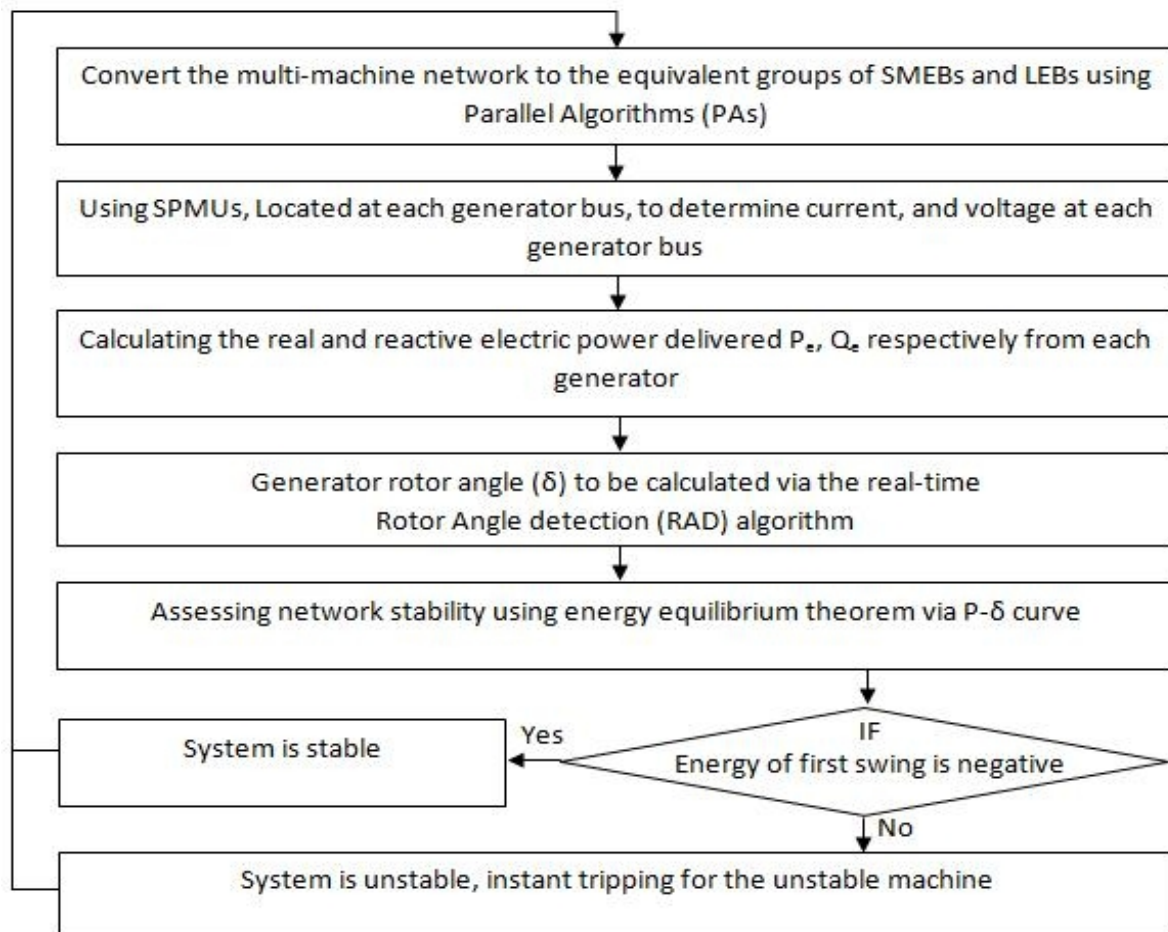 Convert the multi-machine network to the equivalent groups of SMEBs and LEBs using
Parallel Algorithms (PAs)
Using SPMUs, Located at each generator bus, to determine current, and voltage at each
generator bus
Calculating the real and reactive electric power delivered Pₑ, Qₑ respectively from each
generator
Generator rotor angle (δ) to be calculated via the real-time
Rotor Angle detection (RAD) algorithm
Assessing network stability using energy equilibrium theorem via P-δ curve
IF
Energy of first swing is negative
Yes
System is stable
No
System is unstable, instant tripping for the unstable machine